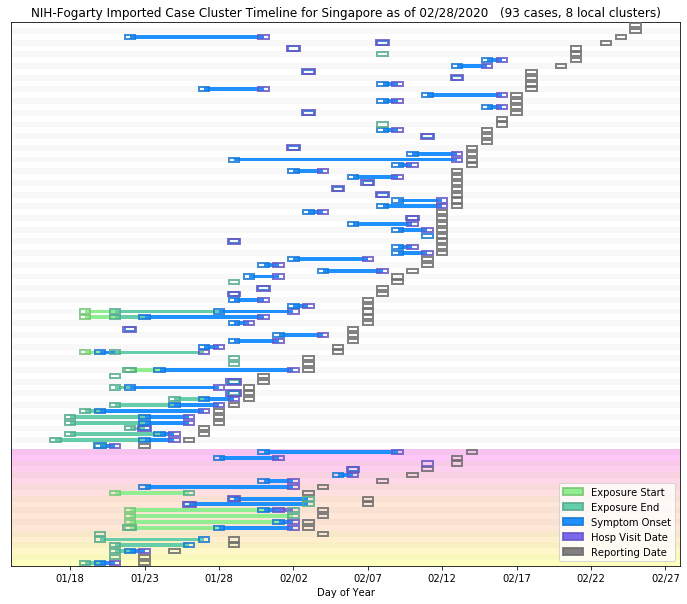 NIH-Fogarty Imported Case Cluster Timeline for Singapore as of 02/28/2020 (93 cases, 8 local clusters)
Exposure Start
Exposure End
Symptom Onset
Hosp Visit Date
Reporting Date
01/18 01/23 01/28 02/02 02/07 02/12 02/17 02/22 02/27
Day of Year